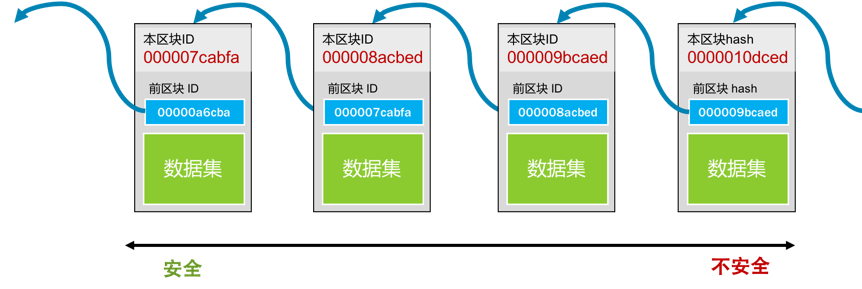 本区块ID
000007cabfa
前区块 ID
00000a6cba
数据集
本区块ID
000008acbed
前区块 ID
000007cabfa
数据集
本区块ID
000009bcaed
前区块 ID
000008acbed
数据集
本区块hash
0000010dced
前区块 hash
000009bcaed
数据集
安全
不安全